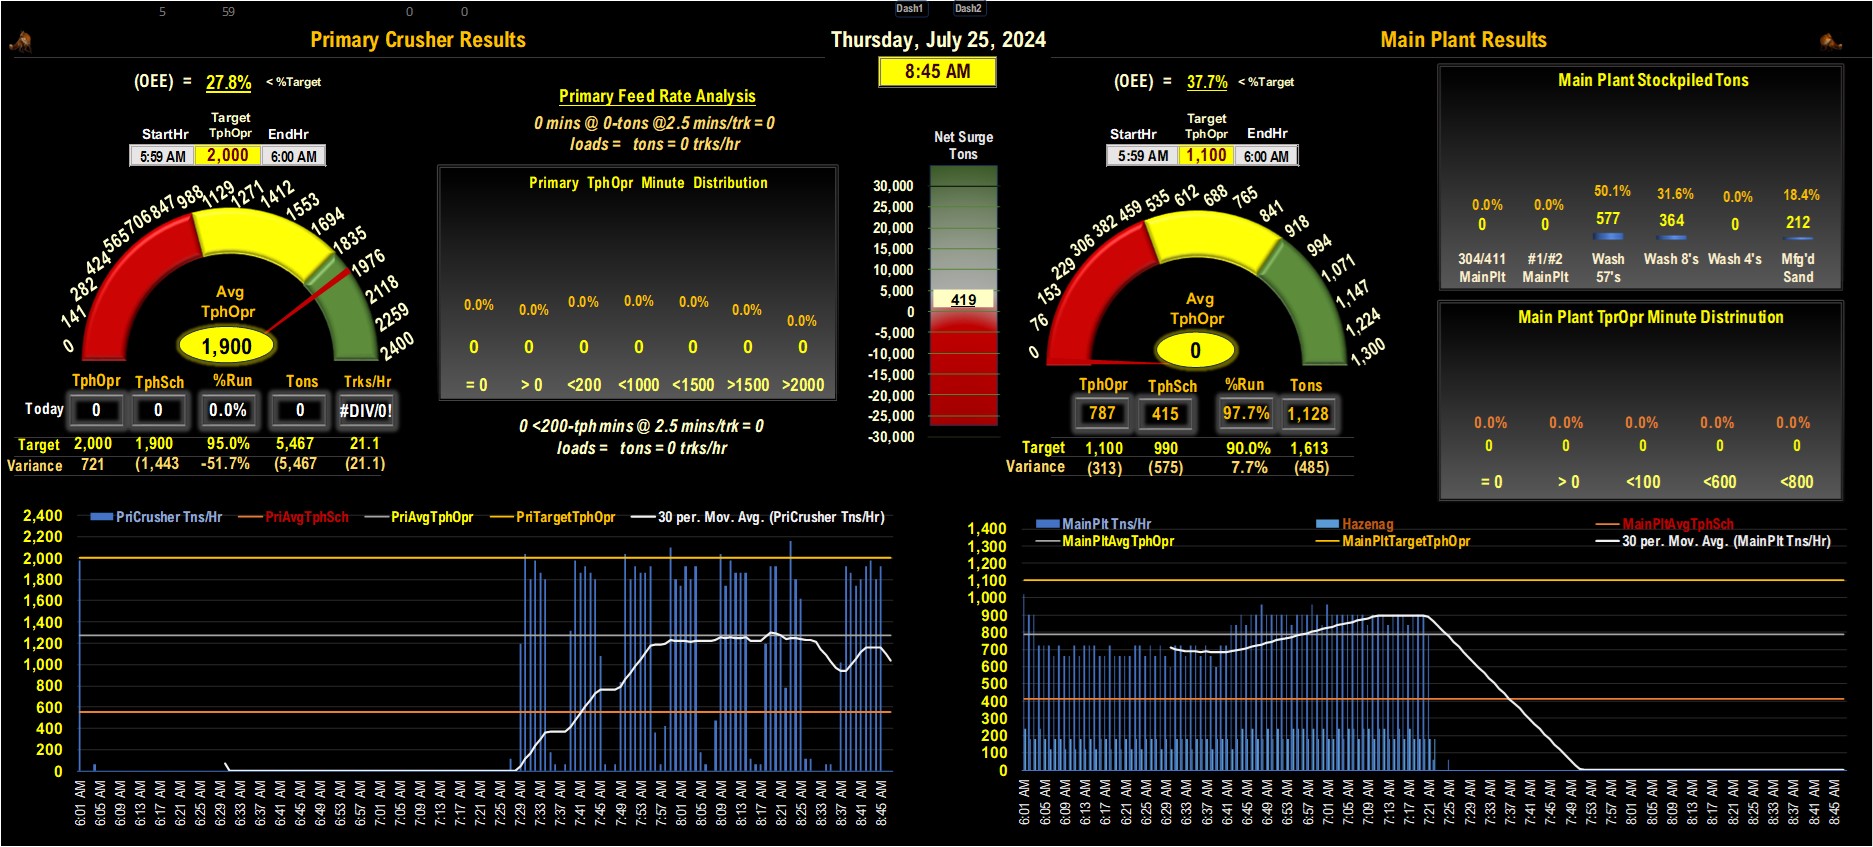 5 59 0 0 Dash1 Dash2
Primary Crusher Results
Thursday, July 25, 2024
Main Plant Results
8:45 AM
(OEE) = 27.8% < %Target
Target
StartHr TphOpr EndHr
5:59 AM 2,000 6:00 AM
0 141 282 424 565 706 847 988 1129 1271 1412 1553 1694 1835 1976 2118 2259 2400
Avg
TphOpr
1,900
TphOpr TphSch %Run Tons Trks/Hr
Today 0 0 0.0% 0 #DIV/0!
Target 2,000 1,900 95.0% 5,467 21.1
Variance 721 (1,443 -51.7% (5,467 (21.1)
Primary Feed Rate Analysis
0 mins @ 0-tons @2.5 mins/trk = 0
loads = tons = 0 trks/hr
Primary TphOpr Minute Distribution
0.0% 0.0% 0.0% 0.0% 0.0% 0.0% 0.0%
0 0 0 0 0 0 0
= 0 > 0 <200 <1000 <1500 >1500 >2000
0 <200-tph mins @ 2.5 mins/trk = 0
loads = tons = 0 trks/hr
Net Surge
Tons
30,000
25,000
20,000
15,000
10,000
5,000
419
0
-5,000
-10,000
-15,000
-20,000
-25,000
-30,000
(OEE) = 37.7% < %Target
Target
StartHr TphOpr EndHr
5:59 AM 1,100 6:00 AM
0 76 153 229 306 382 459 535 612 688 765 841 918 994 1,071 1,147 1,224 1,300
Avg
TphOpr
0
TphOpr TphSch %Run Tons
787 415 97.7% 1,128
Target 1,100 990 90.0% 1,613
Variance (313) (575) 7.7% (485)
Main Plant Stockpiled Tons
0.0% 0.0% 50.1% 31.6% 0.0% 18.4%
0 0 577 364 0 212
304/411 #1/#2 Wash Wash 8's Wash 4's Mfg'd
MainPlt MainPlt 57's Sand
Main Plant TprOpr Minute Distrinution
0.0% 0.0% 0.0% 0.0% 0.0%
0 0 0 0 0
= 0 > 0 <100 <600 <800
PriCrusher Tns/Hr PriAvgTphSch PriAvgTphOpr PriTargetTphOpr 30 per. Mov. Avg. (PriCrusher Tns/Hr)
2,400
2,200
2,000
1,800
1,600
1,400
1,200
1,000
800
600
400
200
0
6:01 AM 6:05 AM 6:09 AM 6:13 AM 6:17 AM 6:21 AM 6:25 AM 6:29 AM 6:33 AM 6:37 AM 6:41 AM 6:45 AM 6:49 AM 6:53 AM 6:57 AM 7:01 AM 7:05 AM 7:09 AM 7:13 AM 7:17 AM 7:21 AM 7:25 AM 7:29 AM 7:33 AM 7:37 AM 7:41 AM 7:45 AM 7:49 AM 7:53 AM 7:57 AM 8:01 AM 8:05 AM 8:09 AM 8:13 AM 8:17 AM 8:21 AM 8:25 AM 8:29 AM 8:33 AM 8:37 AM 8:41 AM 8:45 AM
MainPlt Tns/Hr Hazenag MainPltAvgTphSch
MainPltAvgTphOpr MainPltTargetTphOpr 30 per. Mov. Avg. (MainPlt Tns/Hr)
1,400
1,300
1,200
1,100
1,000
900
800
700
600
500
400
300
200
100
0
6:01 AM 6:05 AM 6:09 AM 6:13 AM 6:17 AM 6:21 AM 6:25 AM 6:29 AM 6:33 AM 6:37 AM 6:41 AM 6:45 AM 6:49 AM 6:53 AM 6:57 AM 7:01 AM 7:05 AM 7:09 AM 7:13 AM 7:17 AM 7:21 AM 7:25 AM 7:29 AM 7:33 AM 7:37 AM 7:41 AM 7:45 AM 7:49 AM 7:53 AM 7:57 AM 8:01 AM 8:05 AM 8:09 AM 8:13 AM 8:17 AM 8:21 AM 8:25 AM 8:29 AM 8:33 AM 8:37 AM 8:41 AM 8:45 AM